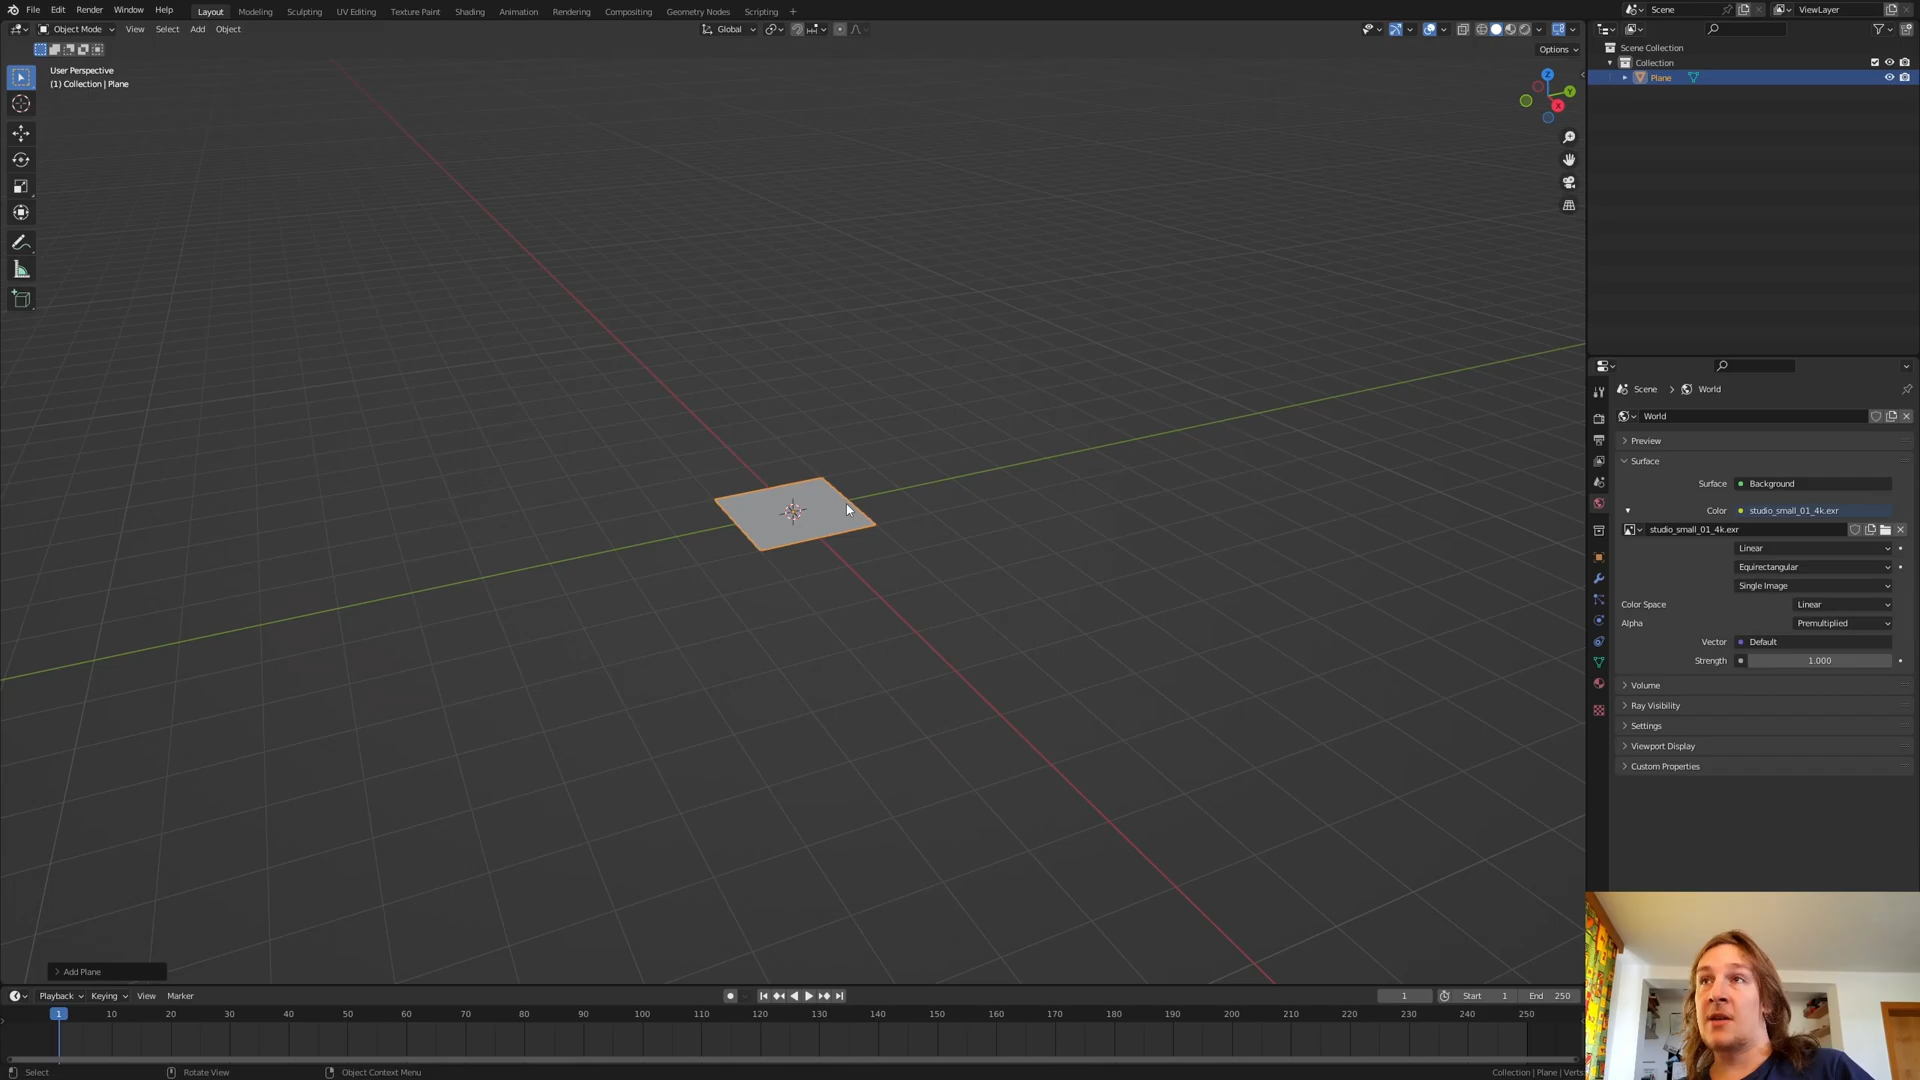 File Edit Render Window Help Layout Modeling Sculpting UV Editing Texture Paint Shading Animation Rendering Compositing Geometry Nodes Scripting + Scene ViewLayer
Object Mode View Select Add Object Global
Options
User Perspective
(1) Collection | Plane
Z
Y
X
Scene Collection
Collection
Plane
Scene > World
World
Preview
Surface
Surface Background
Color studio_small_01_4k.exr
studio_small_01_4k.exr
Linear
Equirectangular
Single Image
Color Space Linear
Alpha Premultiplied
Vector Default
Strength 1.000
Volume
Ray Visibility
Settings
Viewport Display
Custom Properties
Add Plane
Playback Keying View Marker 1 Start 1 End 250
1 10 20 30 40 50 60 70 80 90 100 110 120 130 140 150 160 170 180 190 200 210 220 230 240 250
Select Rotate View Object Context Menu Collection | Plane | Verts